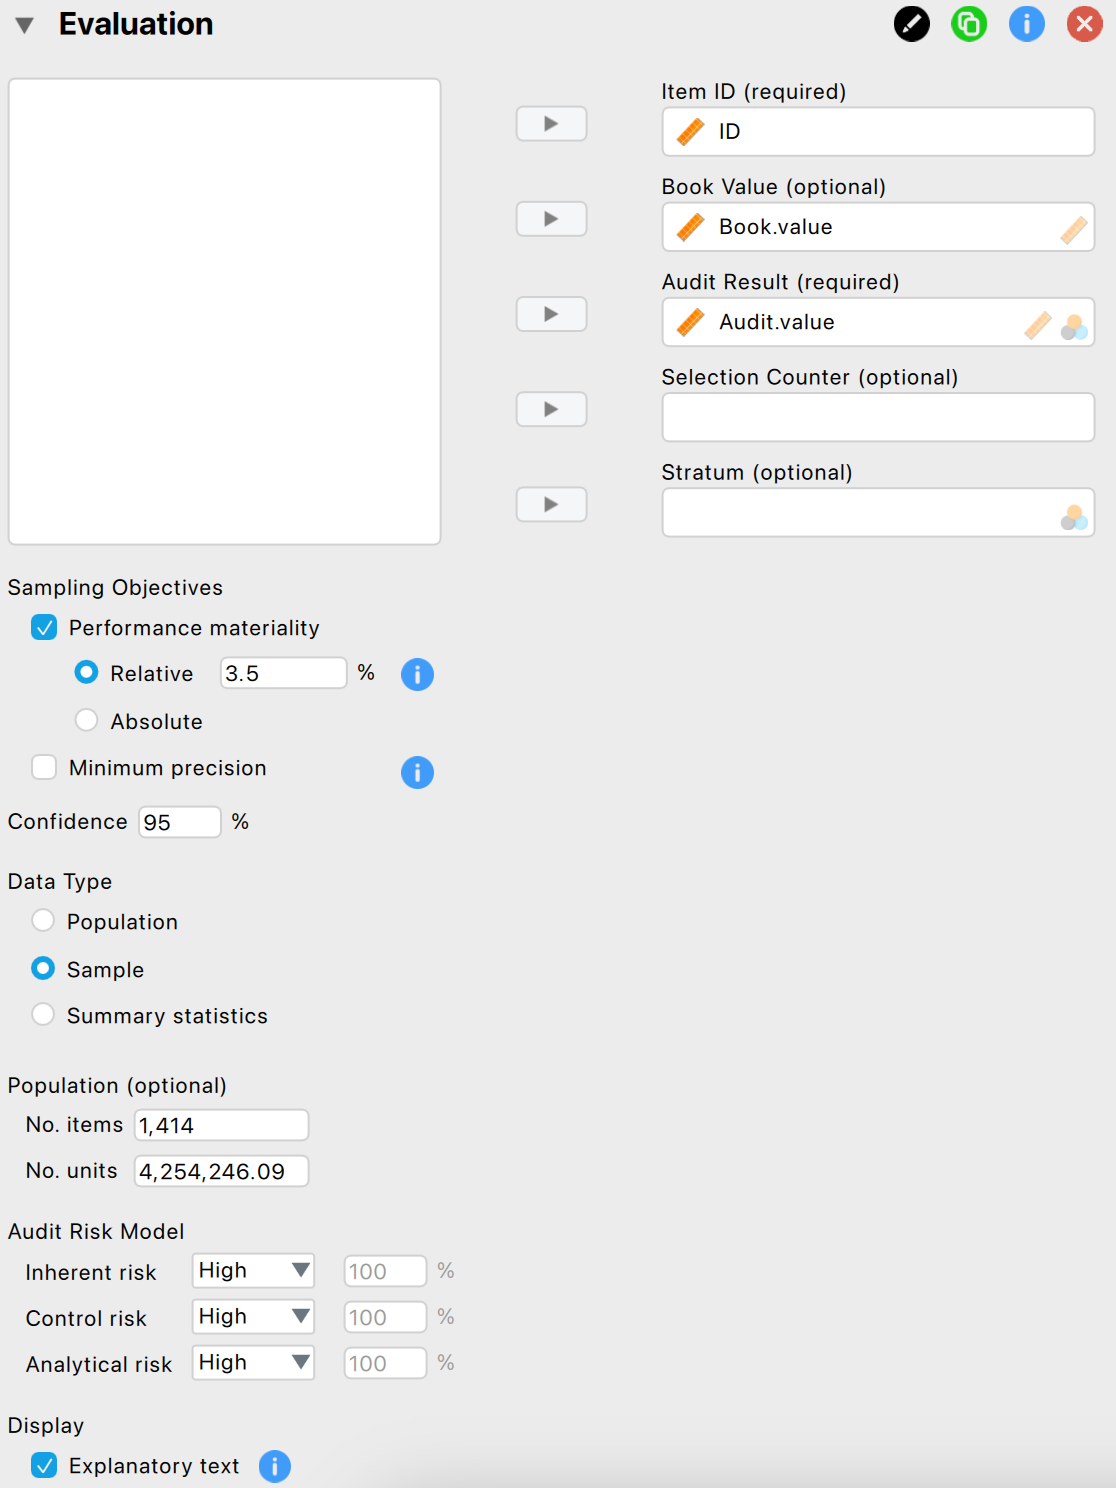 Evaluation
Item ID (required)
ID
Book Value (optional)
Book.value
Audit Result (required)
Audit.value
Selection Counter (optional)
Stratum (optional)
Sampling Objectives
Performance materiality
Relative 3.5 %
Absolute
Minimum precision
Confidence 95 %
Data Type
Population
Sample
Summary statistics
Population (optional)
No. items 1,414
No. units 4,254,246.09
Audit Risk Model
Inherent risk High 100 %
Control risk High 100 %
Analytical risk High 100 %
Display
Explanatory text